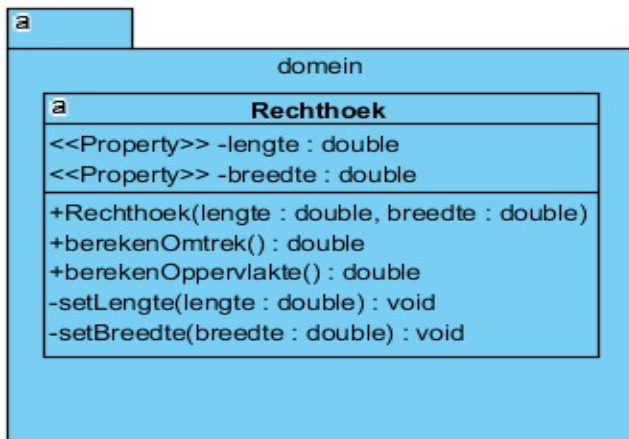 a
domein
a
Rechthoek
<<Property>> -lengte : double
<<Property>> -breedte : double
+Rechthoek(lengte : double, breedte : double)
+berekenOmtrek() : double
+berekenOppervlakte() : double
-setLengte(lengte : double) : void
-setBreedte(breedte : double) : void